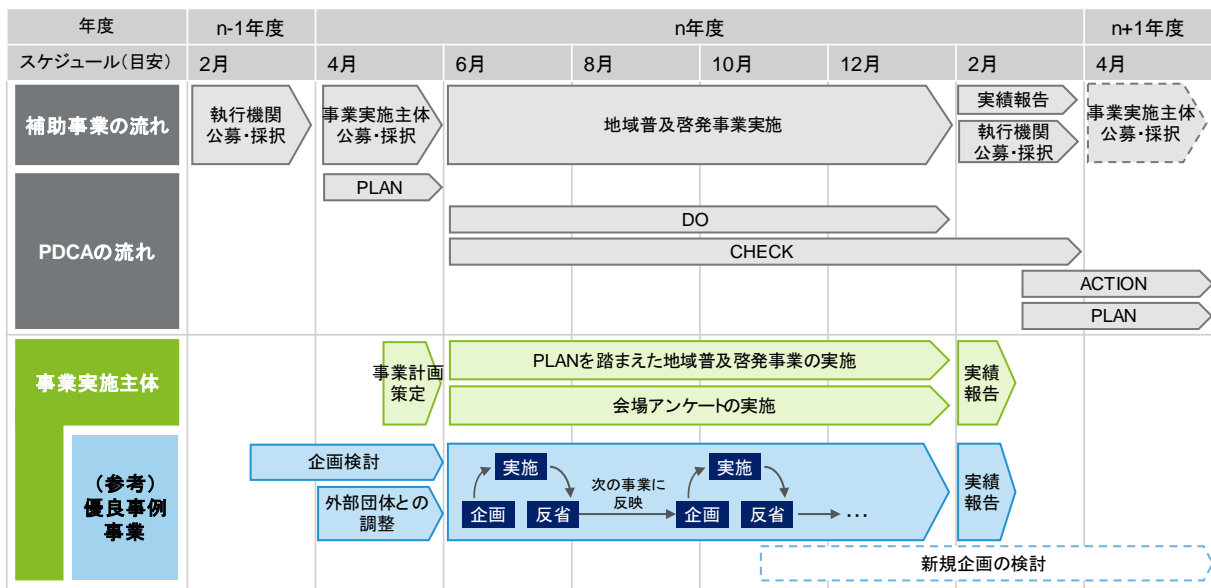 年度
n-1年度
n年度
n+1年度
スケジュール(目安)
2月
4月
6月
8月
10月
12月
2月
4月
補助事業の流れ
執行機関
公募・採択
事業実施主体
公募・採択
地域普及啓発事業実施
実績報告
執行機関
公募・採択
事業実施主体
公募・採択
PDCAの流れ
PLAN
DO
CHECK
ACTION
PLAN
事業実施主体
事業計画
策定
PLANを踏まえた地域普及啓発事業の実施
会場アンケートの実施
実績
報告
(参考)
優良事例
事業
企画検討
外部団体との
調整
実施
企画
反省
次の事業に
反映
実施
企画
反省
…
実績
報告
新規企画の検討